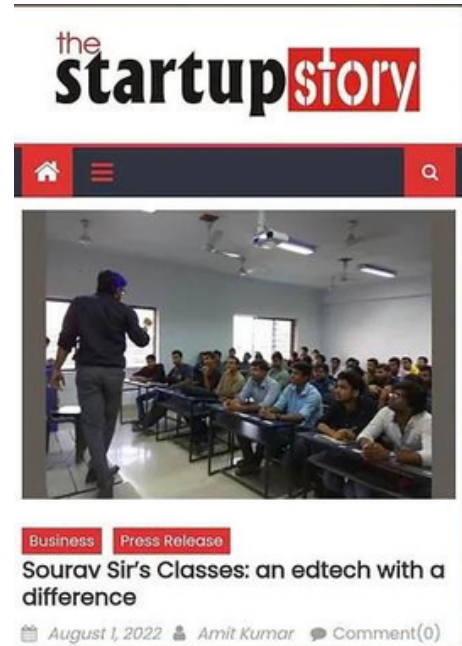 the
startup story
Business Press Release
Sourav Sir's Classes: an edtech with a
difference
August 1, 2022 Amit Kumar Comment(0)